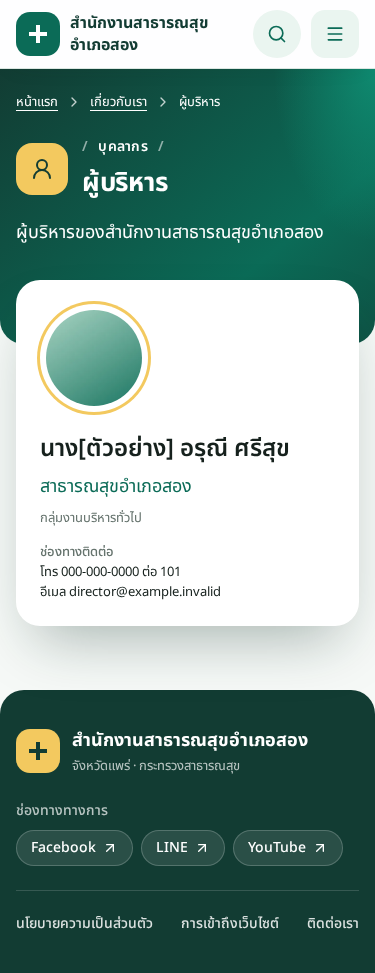 สำนักงานสาธารณสุข
อำเภอสอง
หน้าแรก > เกี่ยวกับเรา > ผู้บริหาร
/ บุคลากร /
ผู้บริหาร
ผู้บริหารของสำนักงานสาธารณสุขอำเภอสอง
นาง[ตัวอย่าง] อรุณี ศรีสุข
สาธารณสุขอำเภอสอง
กลุ่มงานบริหารทั่วไป
ช่องทางติดต่อ
โทร 000-000-0000 ต่อ 101
อีเมล director@example.invalid
สำนักงานสาธารณสุขอำเภอสอง
จังหวัดแพร่ · กระทรวงสาธารณสุข
ช่องทางทางการ
Facebook LINE YouTube
นโยบายความเป็นส่วนตัว การเข้าถึงเว็บไซต์ ติดต่อเรา